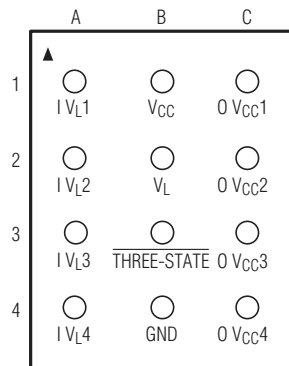 A B C
1
I VL1 VCC O VCC1
2
I VL2 VL O VCC2
3
I VL3 THREE-STATE O VCC3
4
I VL4 GND O VCC4